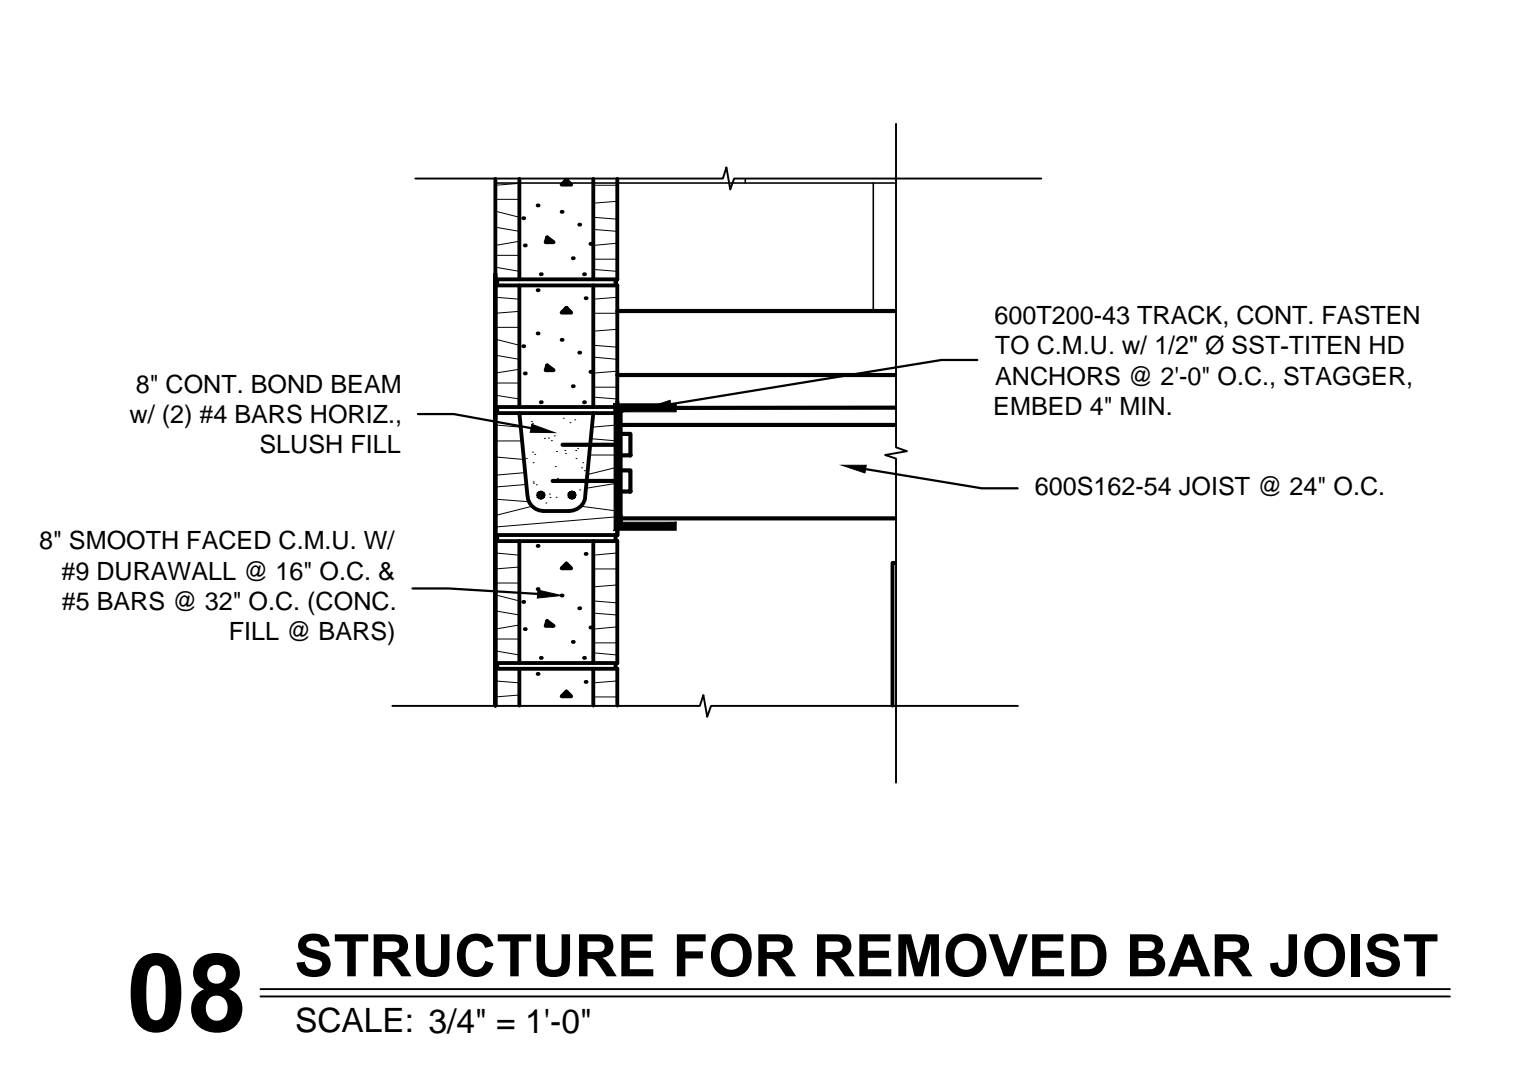 8" CONT. BOND BEAM
w/ (2) #4 BARS HORIZ.,
SLUSH FILL
8" SMOOTH FACED C.M.U. W/
#9 DURAWALL @ 16" O.C. &
#5 BARS @ 32" O.C. (CONC.
FILL @ BARS)
600T200-43 TRACK, CONT. FASTEN
TO C.M.U. w/ 1/2" Ø SST-TITEN HD
ANCHORS @ 2'-0" O.C., STAGGER,
EMBED 4" MIN.
600S162-54 JOIST @ 24" O.C.
08
STRUCTURE FOR REMOVED BAR JOIST
SCALE: 3/4" = 1'-0"